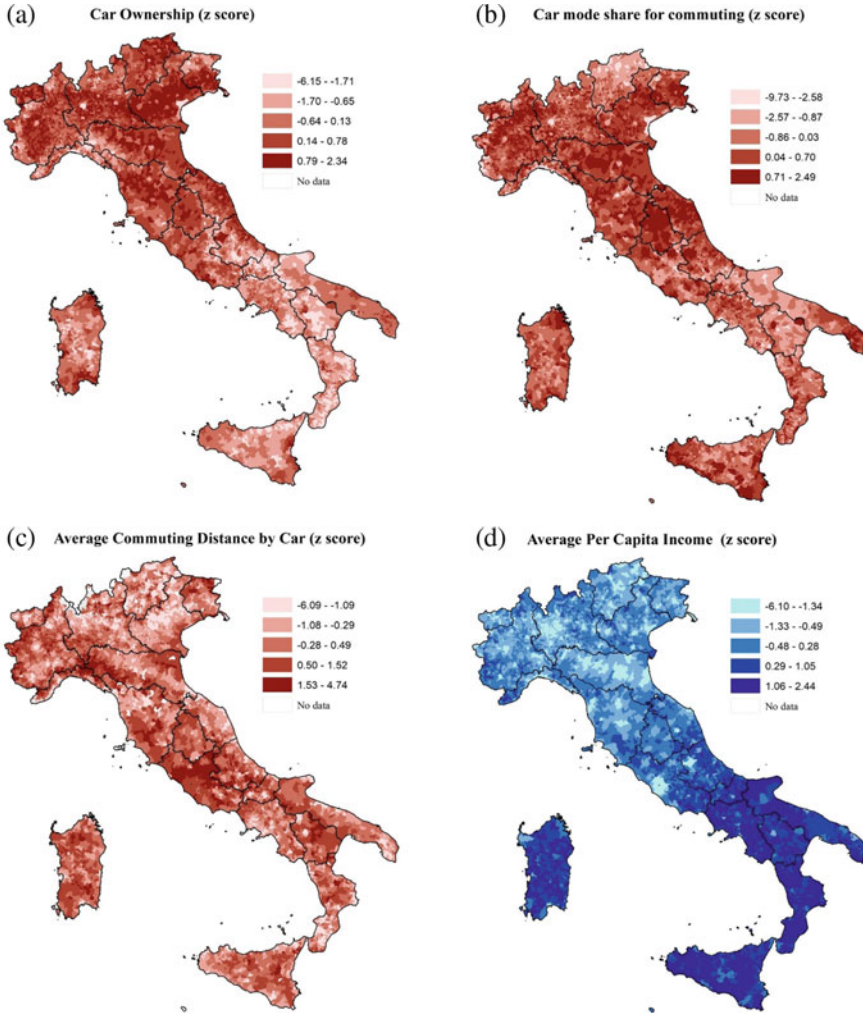 (a)
Car Ownership (z score)
-6.15 - -1.71
-1.70 - -0.65
-0.64 - 0.13
0.14 - 0.78
0.79 - 2.34
No data
(b)
Car mode share for commuting (z score)
-9.73 - -2.58
-2.57 - -0.87
-0.86 - 0.03
0.04 - 0.70
0.71 - 2.49
No data
(c)
Average Commuting Distance by Car (z score)
-6.09 - -1.09
-1.08 - -0.29
-0.28 - 0.49
0.50 - 1.52
1.53 - 4.74
No data
(d)
Average Per Capita Income (z score)
-6.10 - -1.34
-1.33 - -0.49
-0.48 - 0.28
0.29 - 1.05
1.06 - 2.44
No data